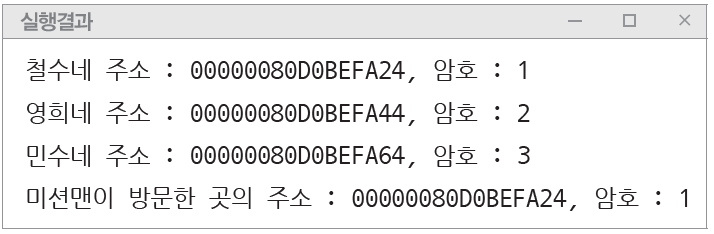 실행결과
철수네 주소 : 00000080D0BEFA24, 암호 : 1
영희네 주소 : 00000080D0BEFA44, 암호 : 2
민수네 주소 : 00000080D0BEFA64, 암호 : 3
미션맨이 방문한 곳의 주소 : 00000080D0BEFA24, 암호 : 1